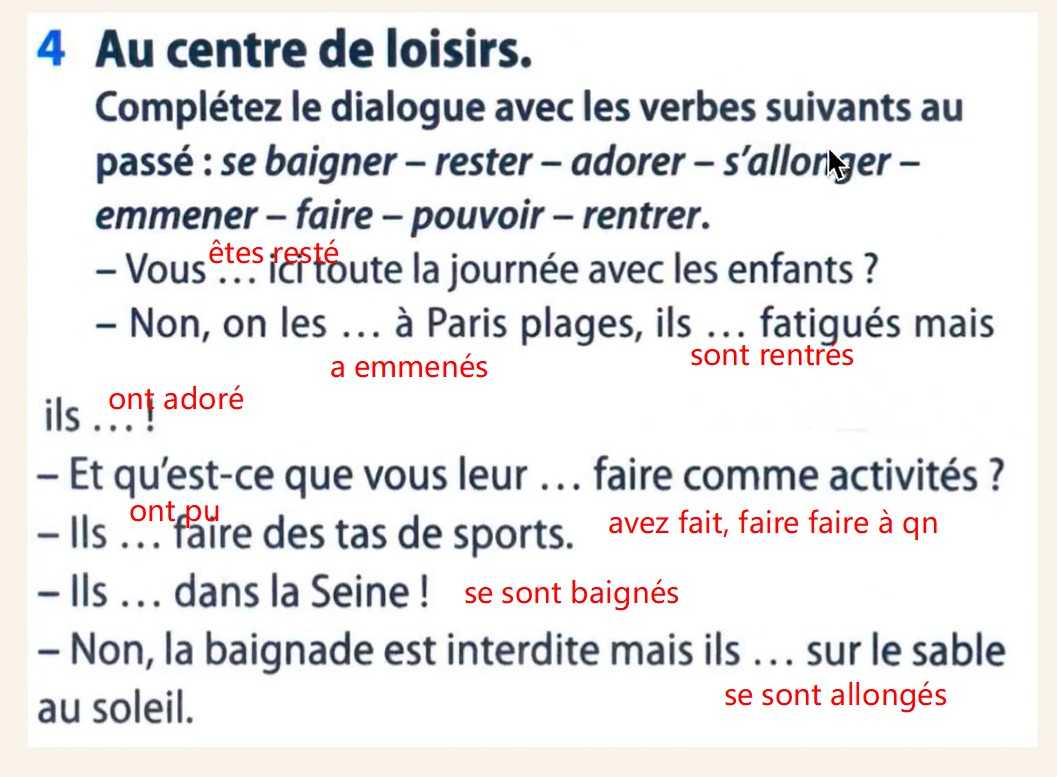 4 Au centre de loisirs.
Complétez le dialogue avec les verbes suivants au
passé : se baigner – rester – adorer – s'allonger –
emmener – faire – pouvoir – rentrer.
êtes resté
– Vous ... ici toute la journée avec les enfants ?
– Non, on les ... à Paris plages, ils ... fatigués mais
a emmenés sont rentrés
ont adoré
ils ... !
– Et qu'est-ce que vous leur ... faire comme activités ?
ont pu
avez fait, faire faire à qn
– Ils ... faire des tas de sports.
– Ils ... dans la Seine ! se sont baignés
– Non, la baignade est interdite mais ils ... sur le sable
se sont allongés
au soleil.